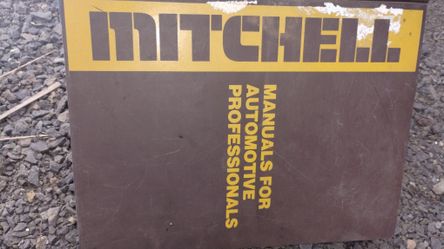 MITCHELL
MANUALS FOR
AUTOMOTIVE
PROFESSIONALS